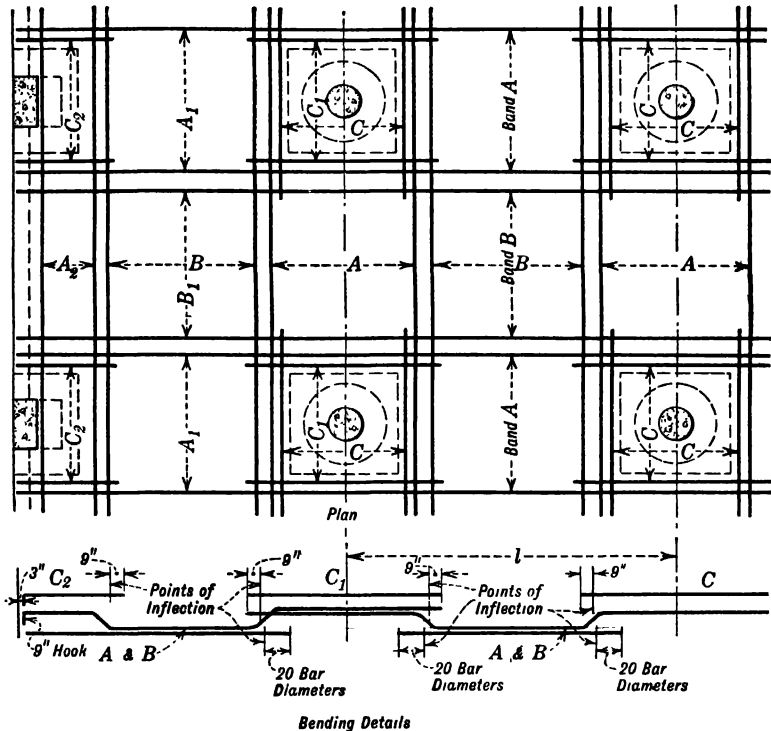 C₂
A₁
C₁
C
Band A
C
C
A₂
B
B₁
A
Band B
B
A
C₂
A₁
C₁
C
Band A
C
C
Plan
l
3"
C₂
9"
Points of
Inflection
9"
C₁
9"
Points of
Inflection
9"
C
9" Hook
A & B
20 Bar
Diameters
20 Bar
Diameters
A & B
20 Bar
Diameters
Bending Details